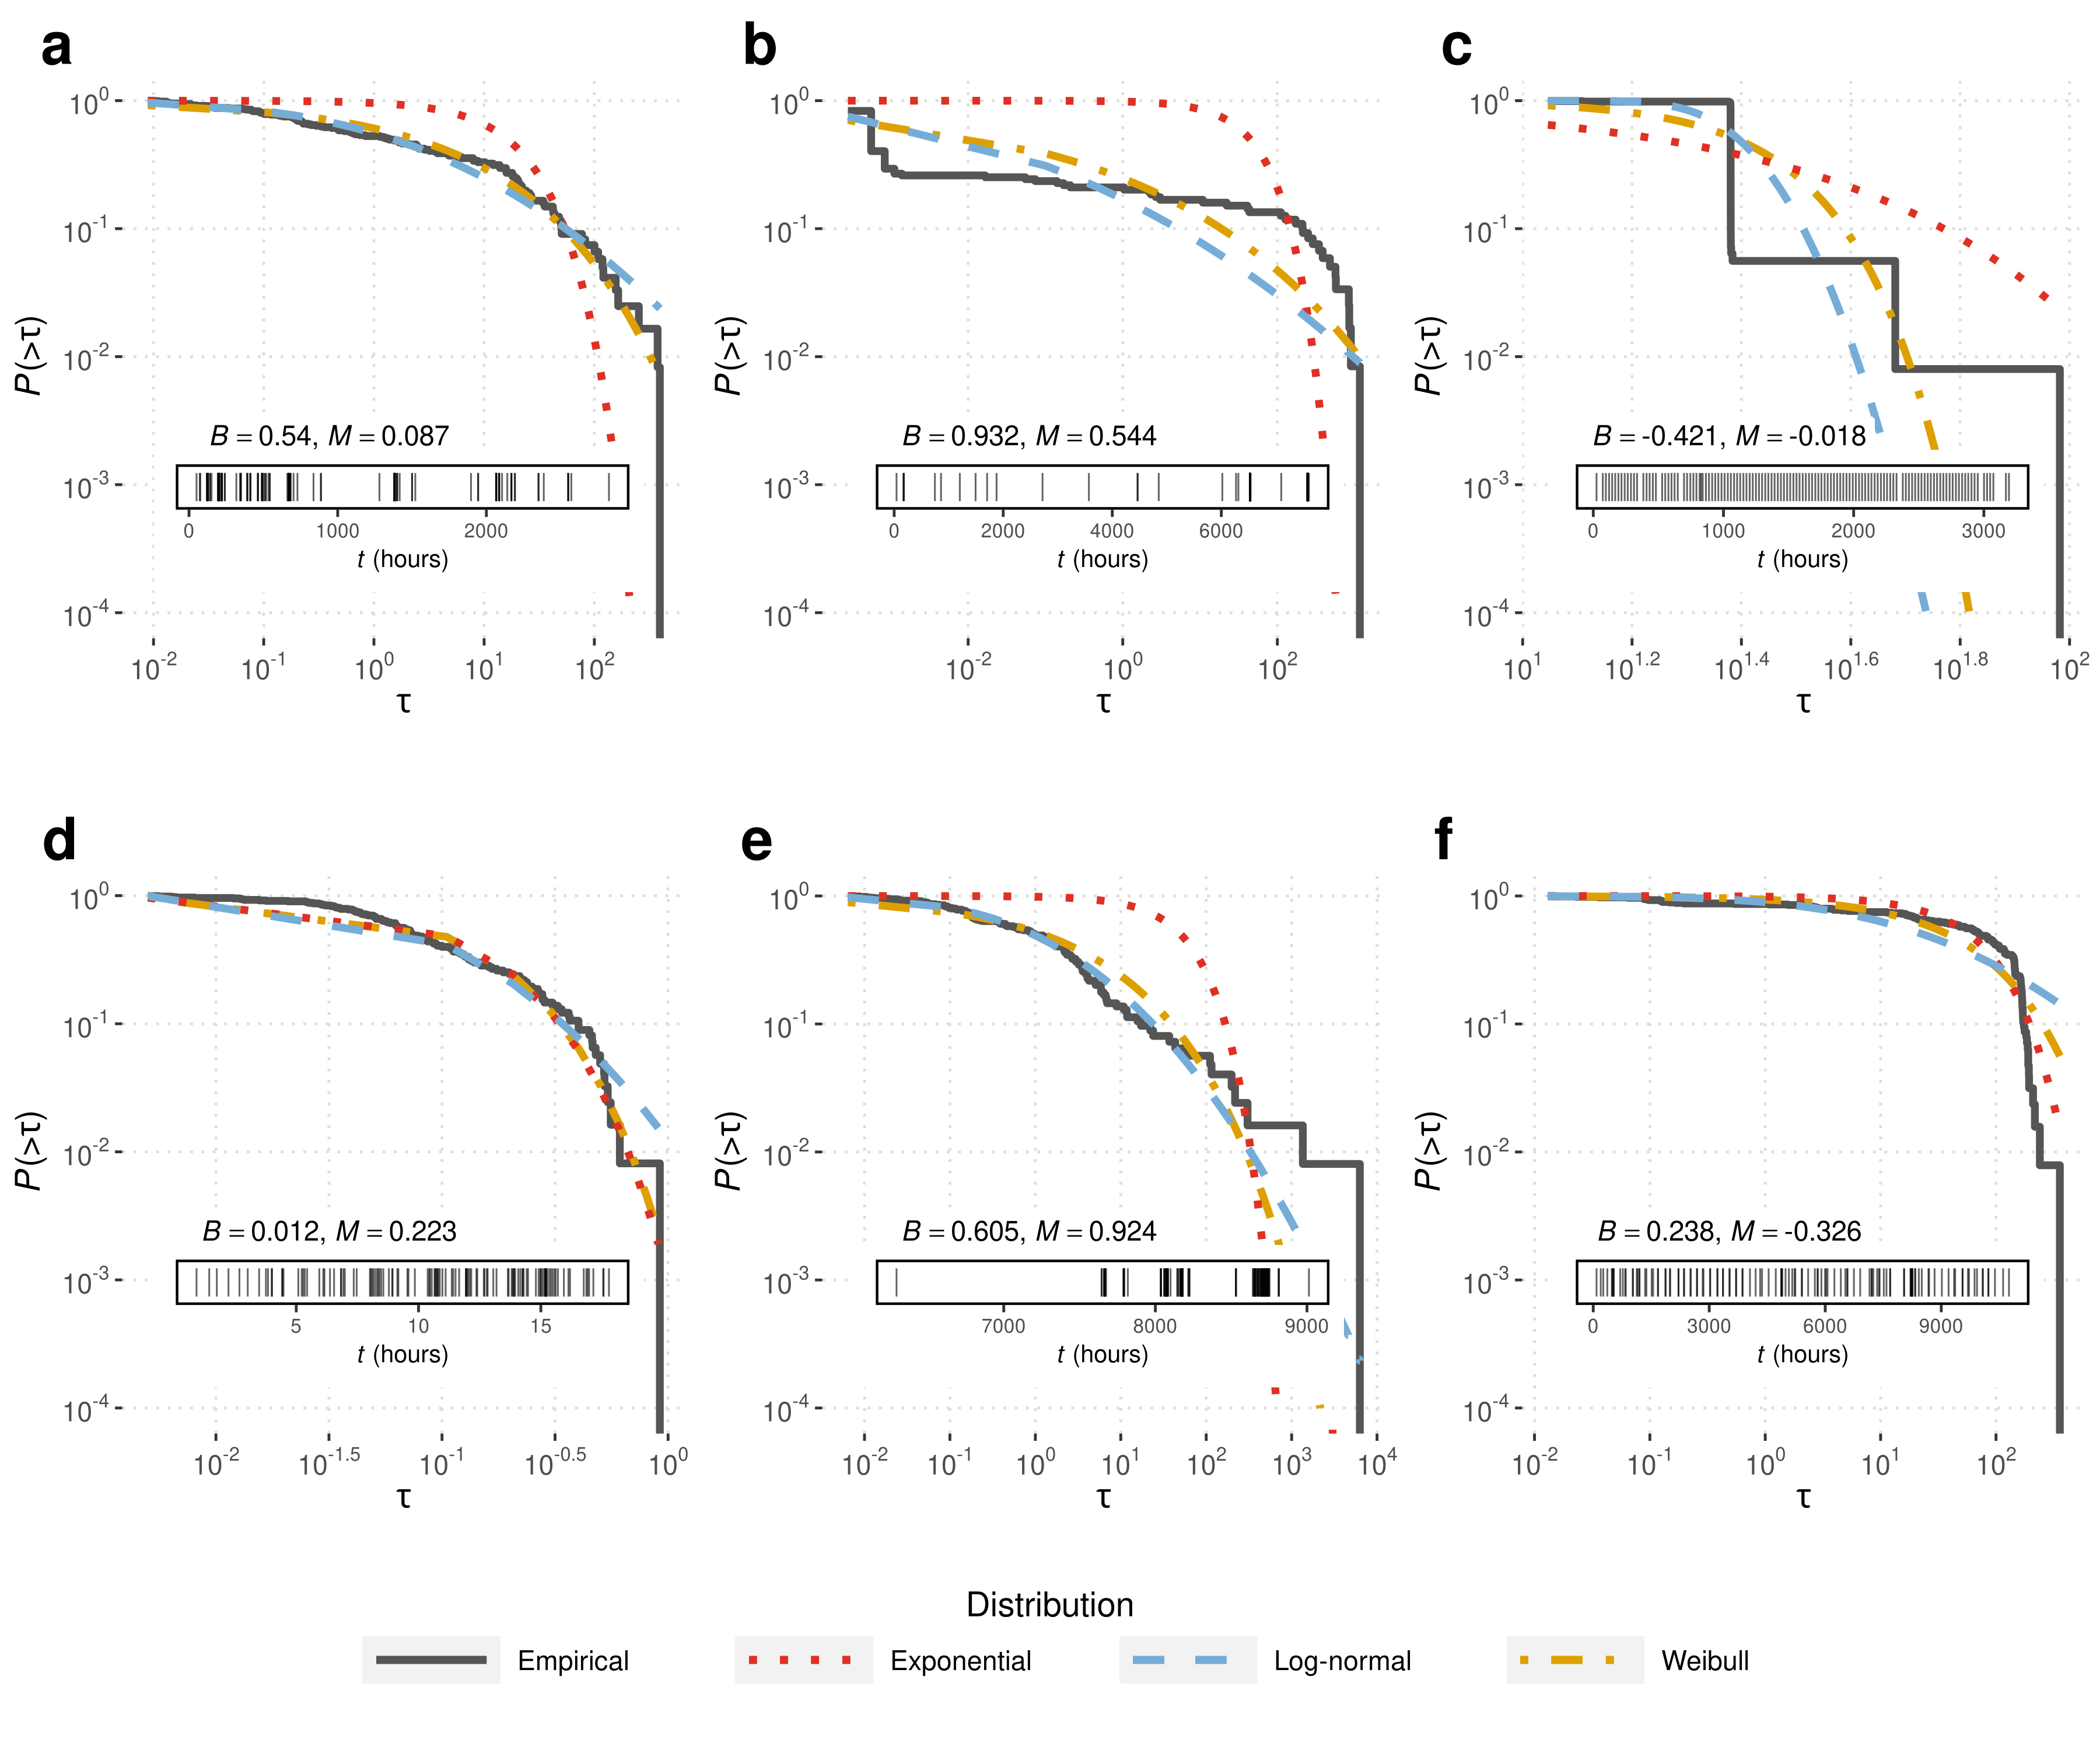 a
b
c
P(>τ)
10^0
10^-1
10^-2
10^-3
10^-4
B = 0.54, M = 0.087
0 1000 2000
t (hours)
10^-2 10^-1 10^0 10^1 10^2
τ
P(>τ)
10^0
10^-1
10^-2
10^-3
10^-4
B = 0.932, M = 0.544
0 2000 4000 6000
t (hours)
10^-2 10^0 10^2
τ
P(>τ)
10^0
10^-1
10^-2
10^-3
10^-4
B = -0.421, M = -0.018
0 1000 2000 3000
t (hours)
10^1 10^1.2 10^1.4 10^1.6 10^1.8 10^2
τ
d
e
f
P(>τ)
10^0
10^-1
10^-2
10^-3
10^-4
B = 0.012, M = 0.223
5 10 15
t (hours)
10^-2 10^-1.5 10^-1 10^-0.5 10^0
τ
P(>τ)
10^0
10^-1
10^-2
10^-3
10^-4
B = 0.605, M = 0.924
7000 8000 9000
t (hours)
10^-2 10^-1 10^0 10^1 10^2 10^3 10^4
τ
P(>τ)
10^0
10^-1
10^-2
10^-3
10^-4
B = 0.238, M = -0.326
0 3000 6000 9000
t (hours)
10^-2 10^-1 10^0 10^1 10^2
τ
Distribution
Empirical Exponential Log-normal Weibull